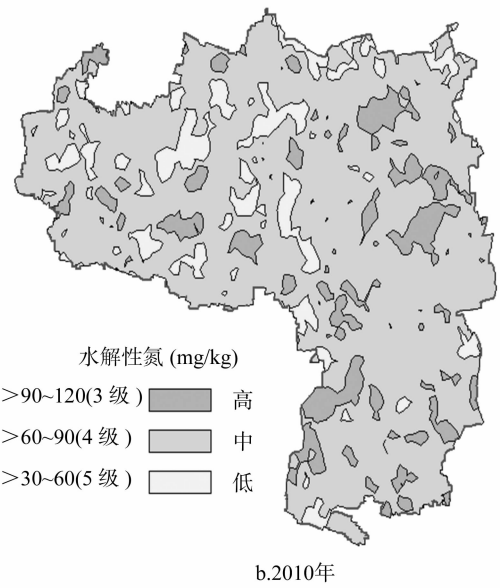 水解性氮 (mg/kg)
>90~120(3 级 ) 高
>60~90(4 级 ) 中
>30~60(5 级 ) 低
b.2010年